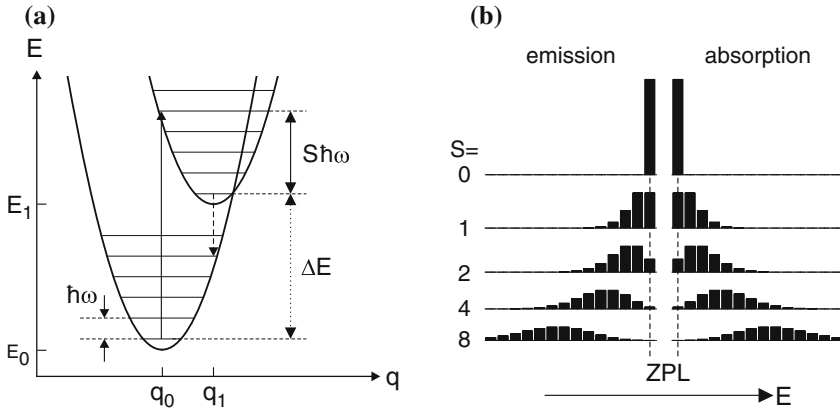 (a)
E
E1
E0
ħω
Sħω
ΔE
q0
q1
q
(b)
emission
absorption
S=
0
1
2
4
8
ZPL
E